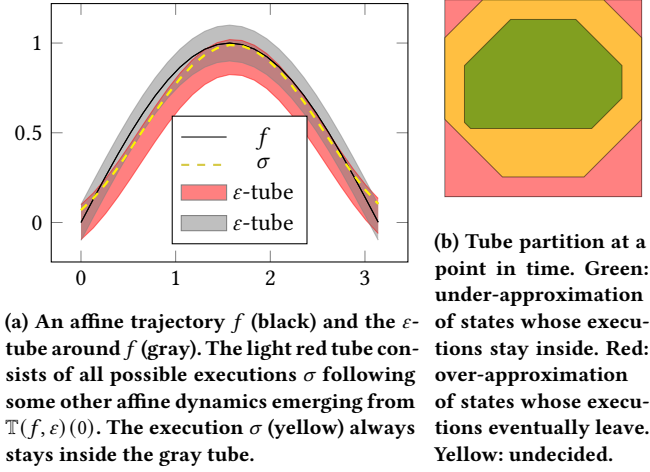 1
0.5
0
0
1
2
3
f
σ
ε-tube
ε-tube
(a) An affine trajectory f (black) and the ε-
tube around f (gray). The light red tube con-
sists of all possible executions σ following
some other affine dynamics emerging from
𝕋(f, ε)(0). The execution σ (yellow) always
stays inside the gray tube.
(b) Tube partition at a
point in time. Green:
under-approximation
of states whose execu-
tions stay inside. Red:
over-approximation
of states whose execu-
tions eventually leave.
Yellow: undecided.